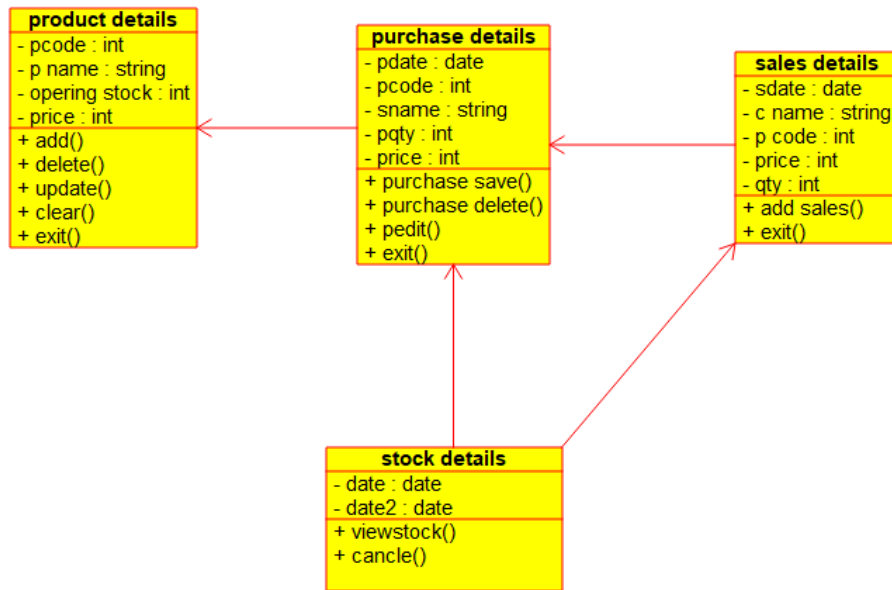 product details
- pcode : int
- p name : string
- opering stock : int
- price : int
+ add()
+ delete()
+ update()
+ clear()
+ exit()
purchase details
- pdate : date
- pcode : int
- sname : string
- pqty : int
- price : int
+ purchase save()
+ purchase delete()
+ pedit()
+ exit()
sales details
- sdate : date
- c name : string
- p code : int
- price : int
- qty : int
+ add sales()
+ exit()
stock details
- date : date
- date2 : date
+ viewstock()
+ cancle()